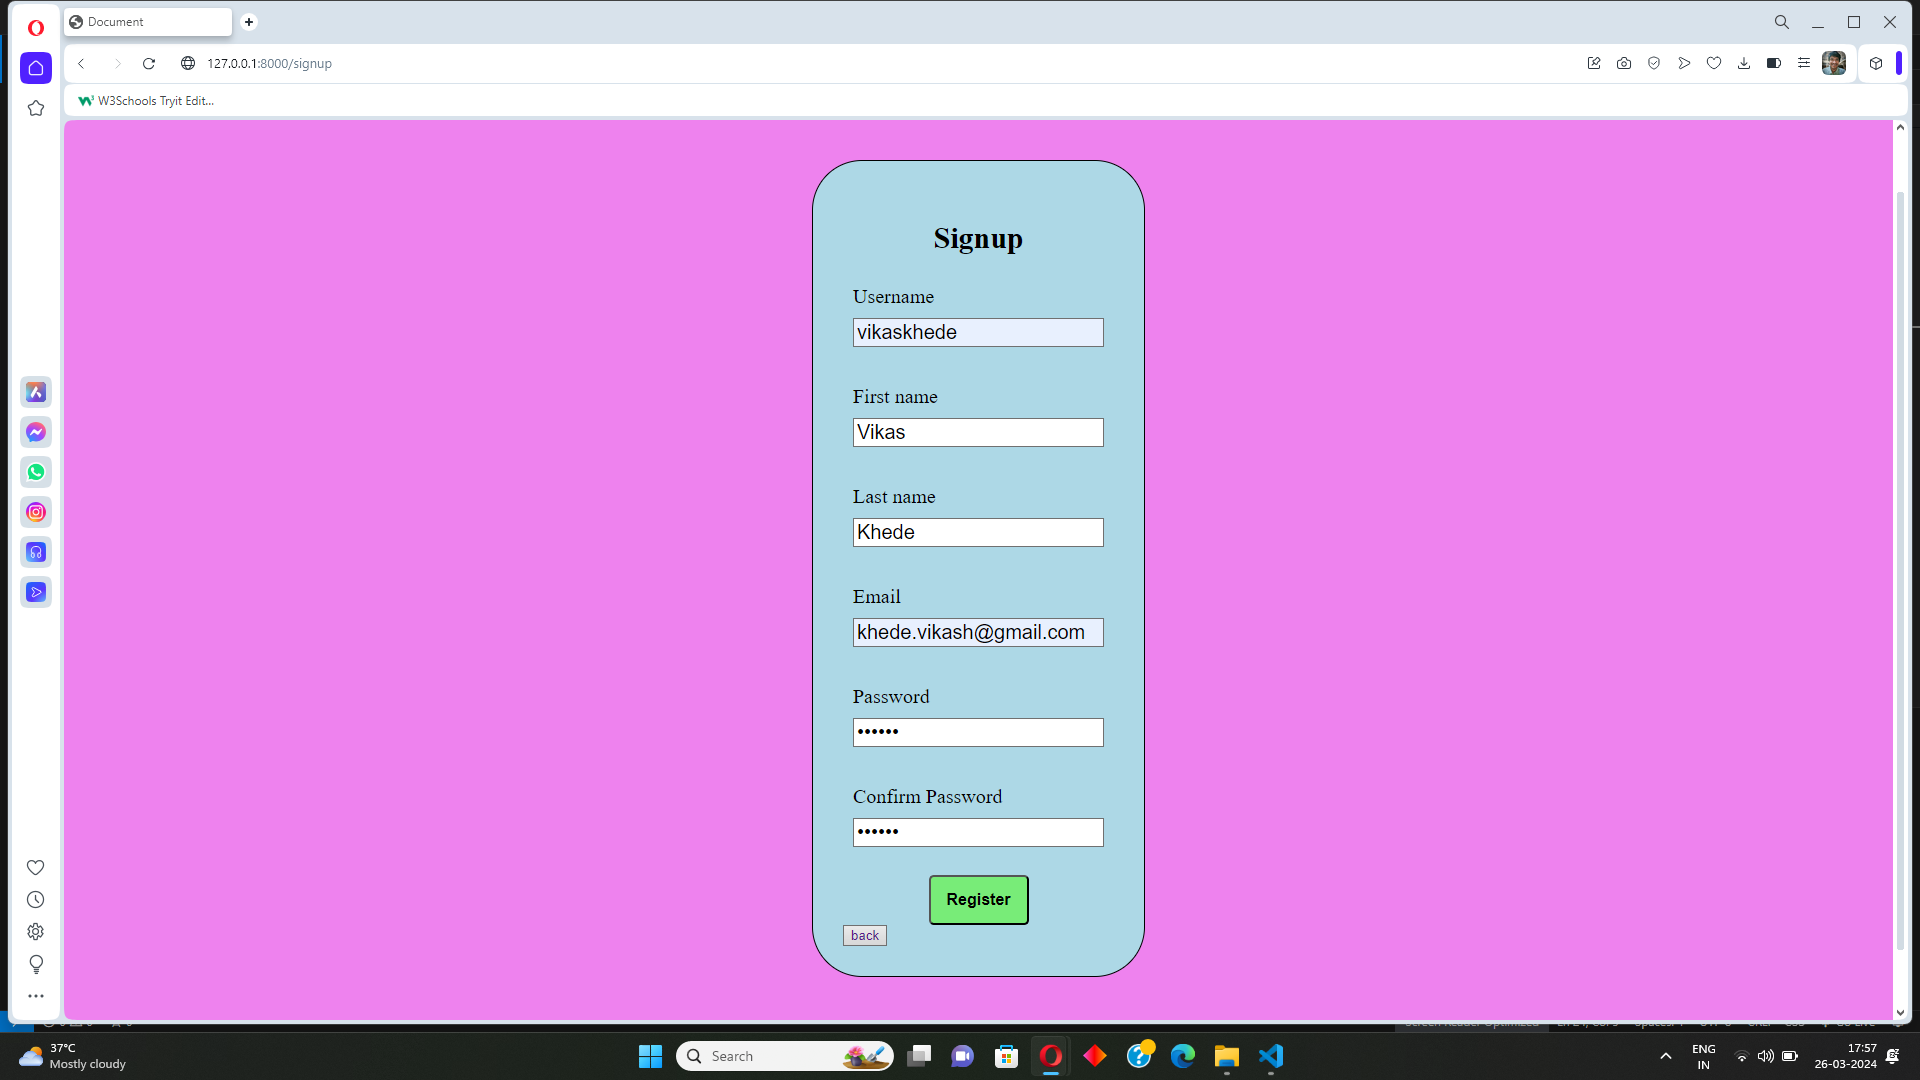 Document
127.0.0.1:8000/signup
W3Schools Tryit Edit...
Signup
Username
vikaskhede
First name
Vikas
Last name
Khede
Email
khede.vikash@gmail.com
Password
••••••
Confirm Password
••••••
Register
back
37°C
Mostly cloudy
Search
ENG
IN
17:57
26-03-2024